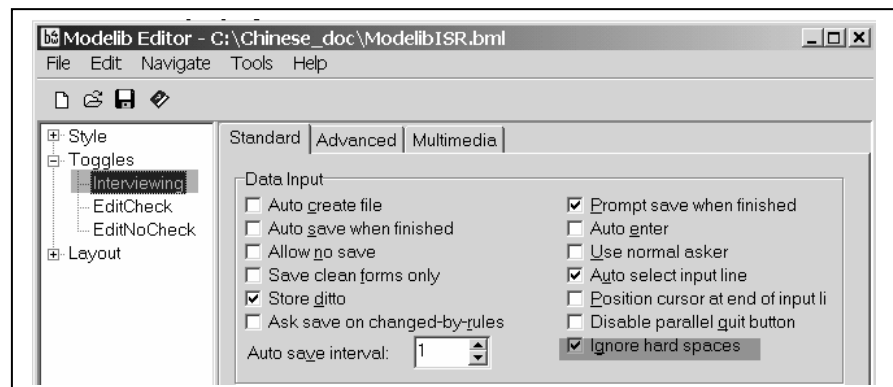 Modelib Editor - C:\Chinese_doc\ModelibISR.bml
File Edit Navigate Tools Help
Style
Toggles
Interviewing
EditCheck
EditNoCheck
Layout
Standard Advanced Multimedia
Data Input
Auto create file
Auto save when finished
Allow no save
Save clean forms only
Store ditto
Ask save on changed-by-rules
Auto save interval: 1
Prompt save when finished
Auto enter
Use normal asker
Auto select input line
Position cursor at end of input li
Disable parallel quit button
Ignore hard spaces